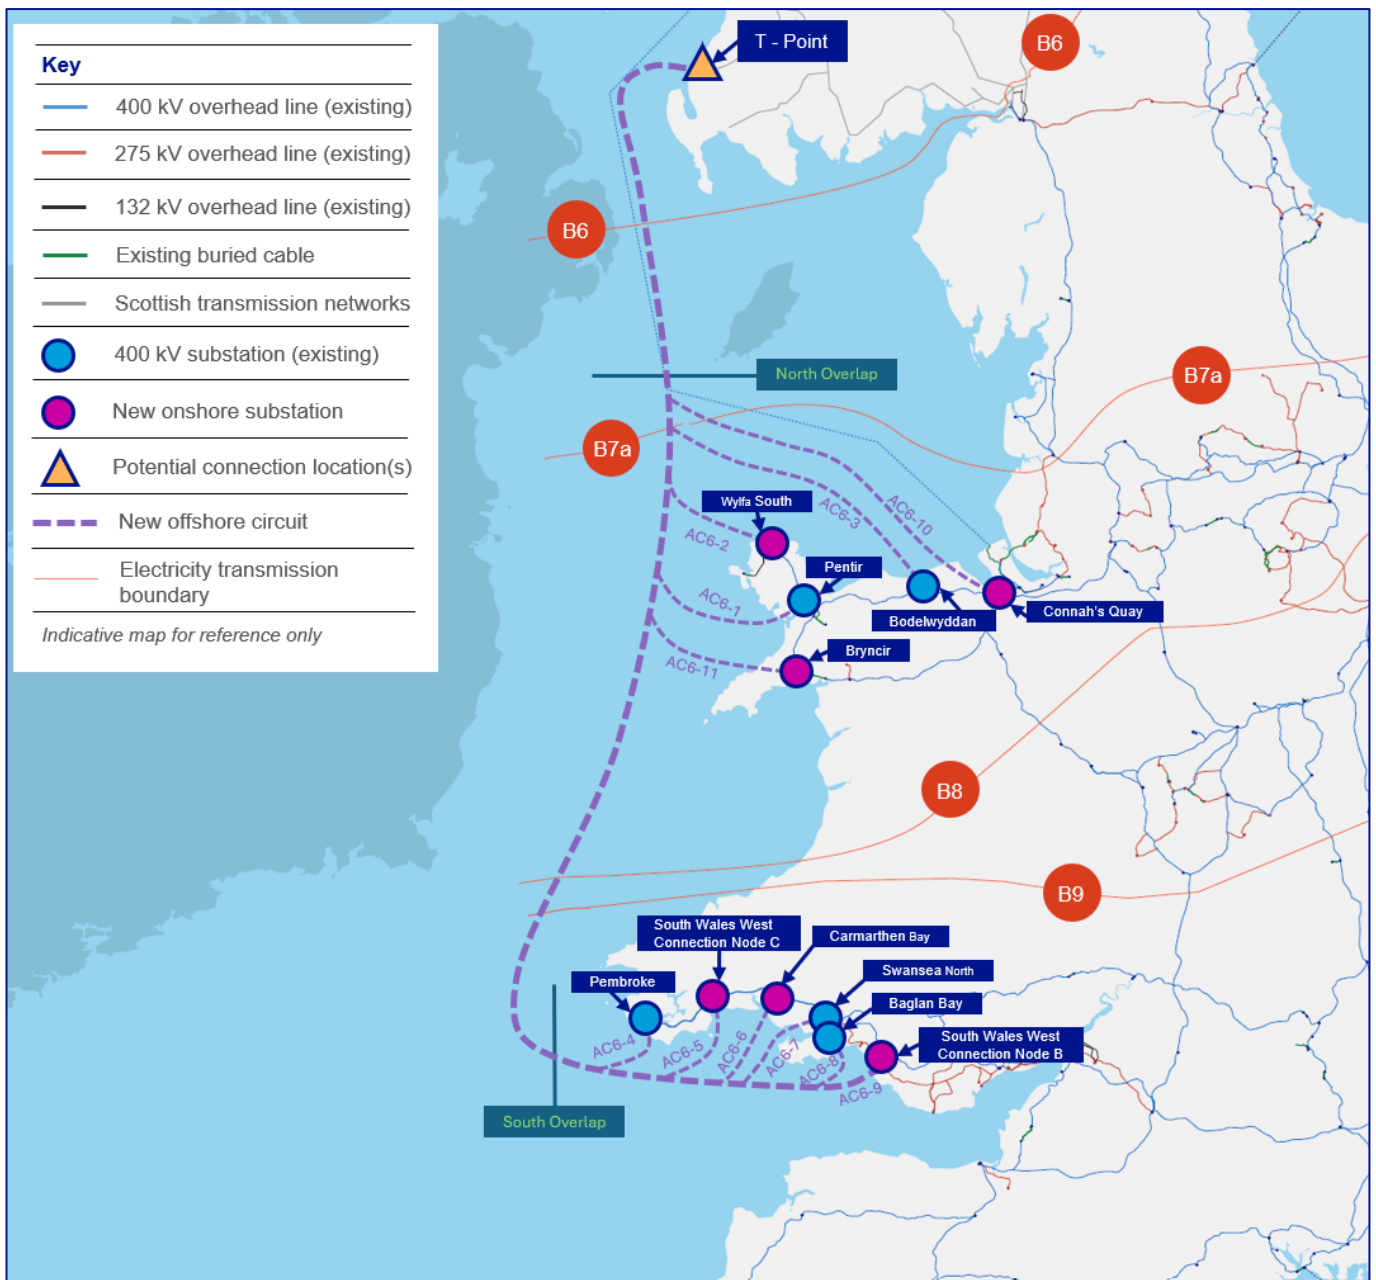 Key
400 kV overhead line (existing)
275 kV overhead line (existing)
132 kV overhead line (existing)
Existing buried cable
Scottish transmission networks
400 kV substation (existing)
New onshore substation
Potential connection location(s)
New offshore circuit
Electricity transmission
boundary
Indicative map for reference only
T - Point
B6
B6
North Overlap
B7a
B7a
Wylfa South
AC6-2
AC6-3
AC6-10
Pentir
AC6-1
Bodelwyddan
Connah's Quay
Bryncir
AC6-11
B8
B9
South Wales West
Connection Node C
Carmarthen Bay
Swansea North
Pembroke
Baglan Bay
South Wales West
Connection Node B
AC6-4
AC6-5
AC6-6
AC6-7
AC6-8
AC6-9
South Overlap